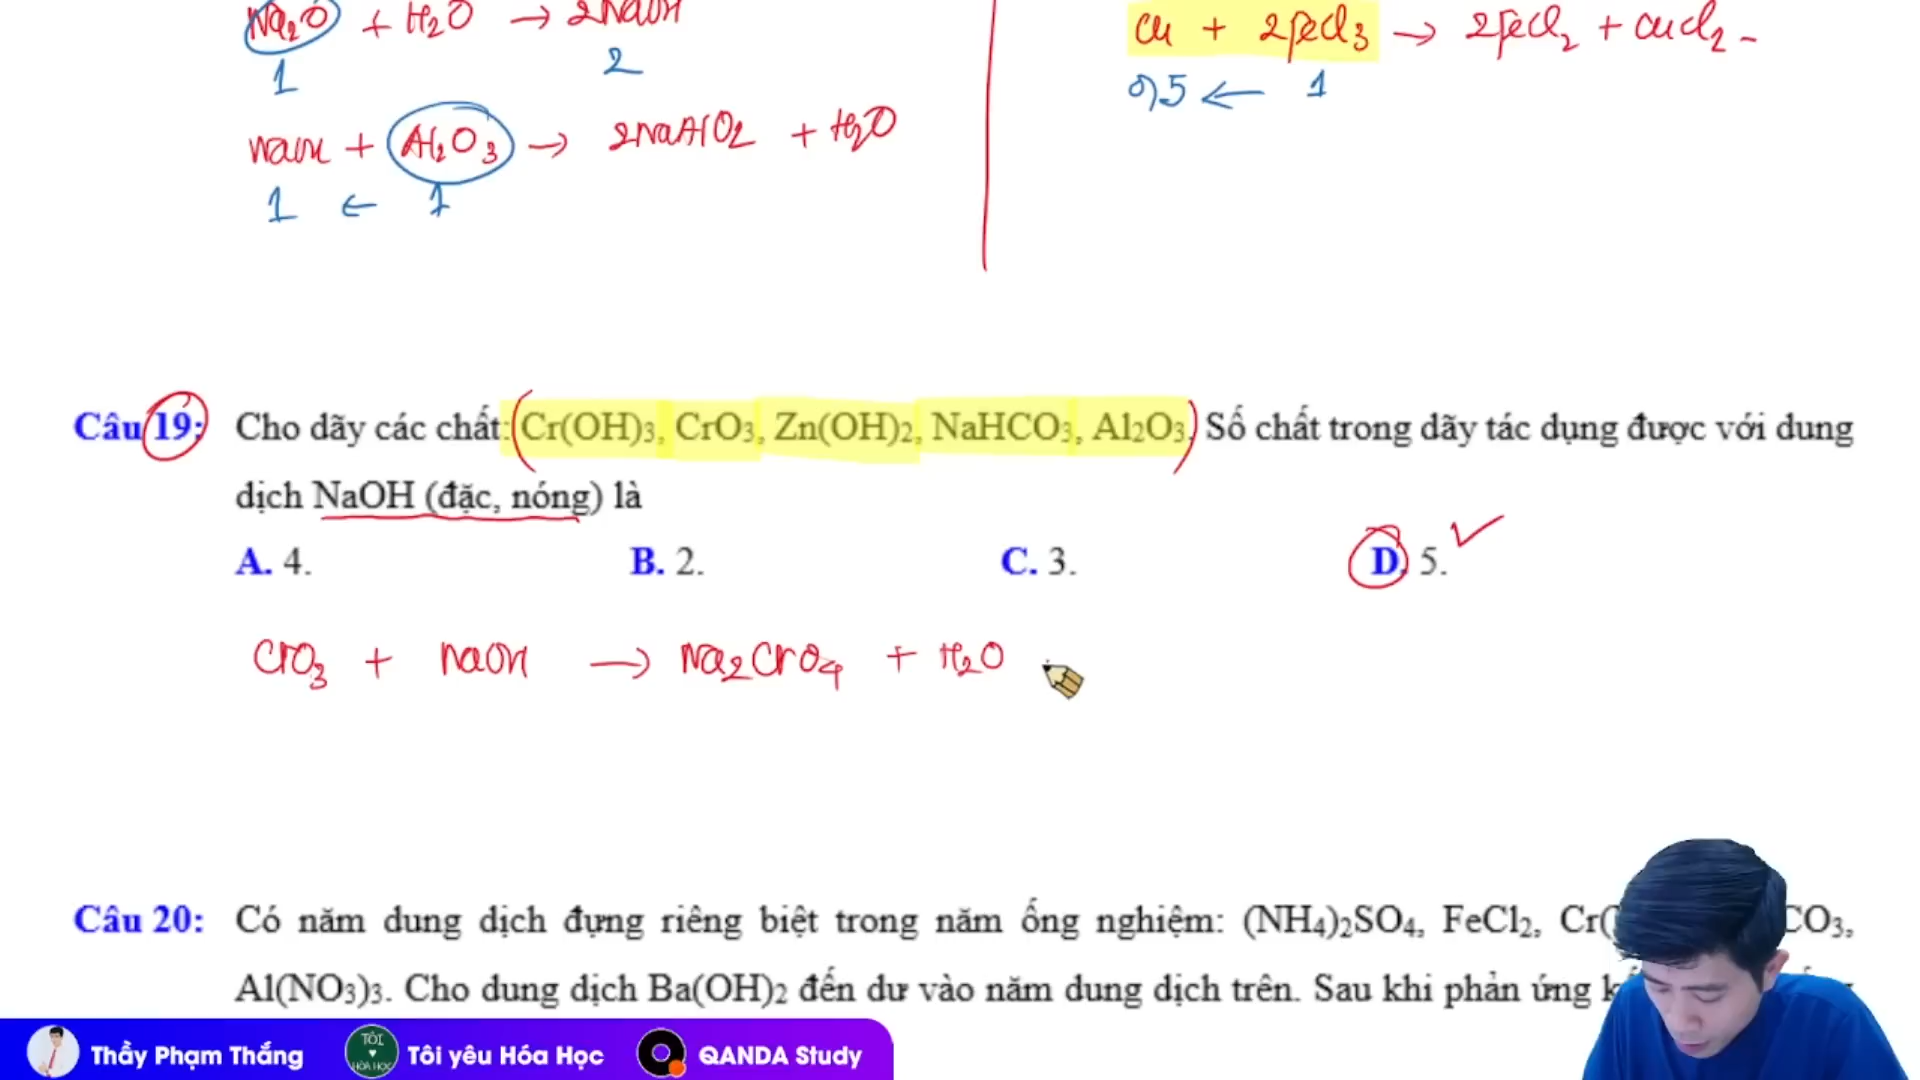 Na2O + H2O → 2NaOH Cu + 2FeCl3 → 2FeCl2 + CuCl2
1 2 0,5 ← 1
NaOH + Al2O3 → 2NaAlO2 + H2O
1 ← 1
Câu 19: Cho dãy các chất: Cr(OH)3, CrO3, Zn(OH)2, NaHCO3, Al2O3. Số chất trong dãy tác dụng được với dung
dịch NaOH (đặc, nóng) là
A. 4. B. 2. C. 3. D. 5.
CrO3 + NaOH → Na2CrO4 + H2O
Câu 20: Có năm dung dịch đựng riêng biệt trong năm ống nghiệm: (NH4)2SO4, FeCl2, Cr( CO3,
Al(NO3)3. Cho dung dịch Ba(OH)2 đến dư vào năm dung dịch trên. Sau khi phản ứng
Thầy Phạm Thắng TÔI ♥ HÓA HỌC Tôi yêu Hóa Học QANDA Study